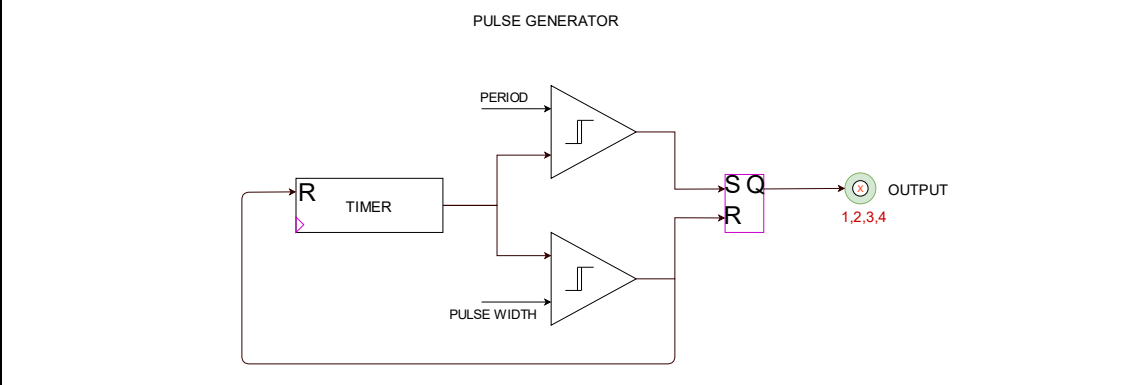 PULSE GENERATOR
PERIOD
R
TIMER
S Q
R
X
OUTPUT
1,2,3,4
PULSE WIDTH